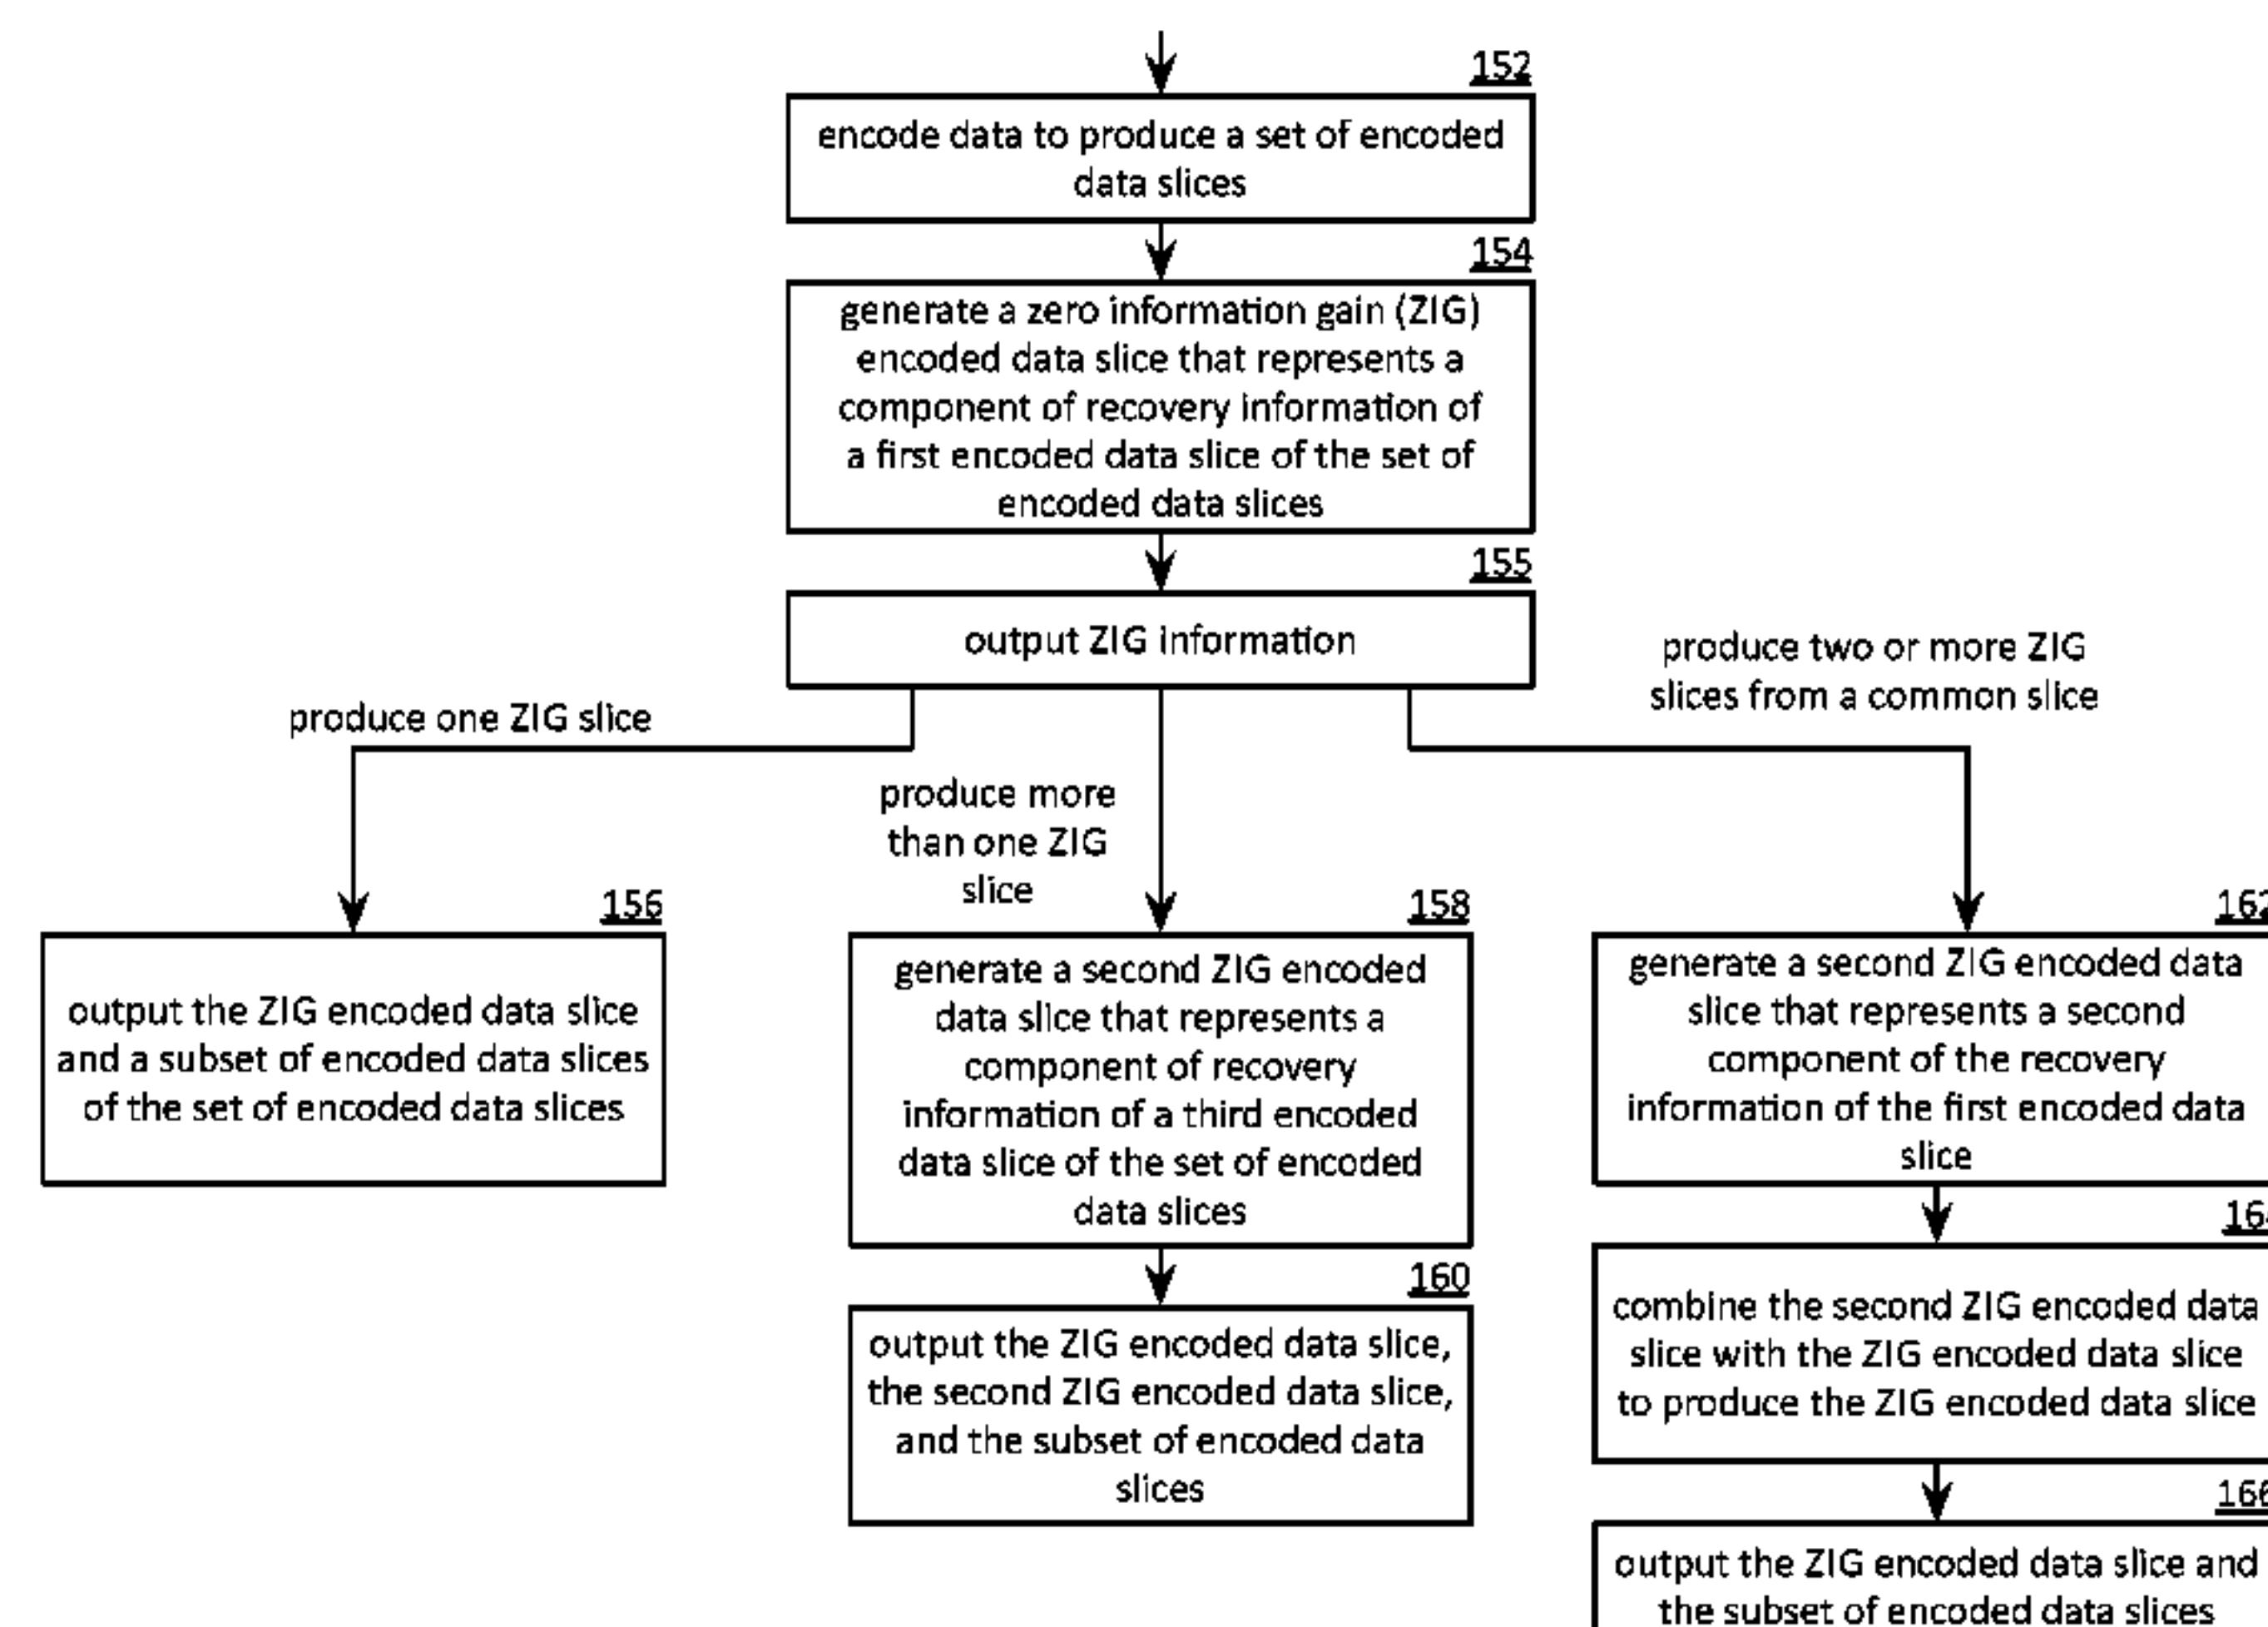 152
encode data to produce a set of encoded
data slices
154
generate a zero information gain (ZIG)
encoded data slice that represents a
component of recovery information of
a first encoded data slice of the set of
encoded data slices
155
output ZIG information
produce one ZIG slice
produce more
than one ZIG
slice
produce two or more ZIG
slices from a common slice
156
output the ZIG encoded data slice
and a subset of encoded data slices
of the set of encoded data slices
158
generate a second ZIG encoded
data slice that represents a
component of recovery
information of a third encoded
data slice of the set of encoded
data slices
160
output the ZIG encoded data slice,
the second ZIG encoded data slice,
and the subset of encoded data
slices
162
generate a second ZIG encoded data
slice that represents a second
component of the recovery
information of the first encoded data
slice
164
combine the second ZIG encoded data
slice with the ZIG encoded data slice
to produce the ZIG encoded data slice
166
output the ZIG encoded data slice and
the subset of encoded data slices